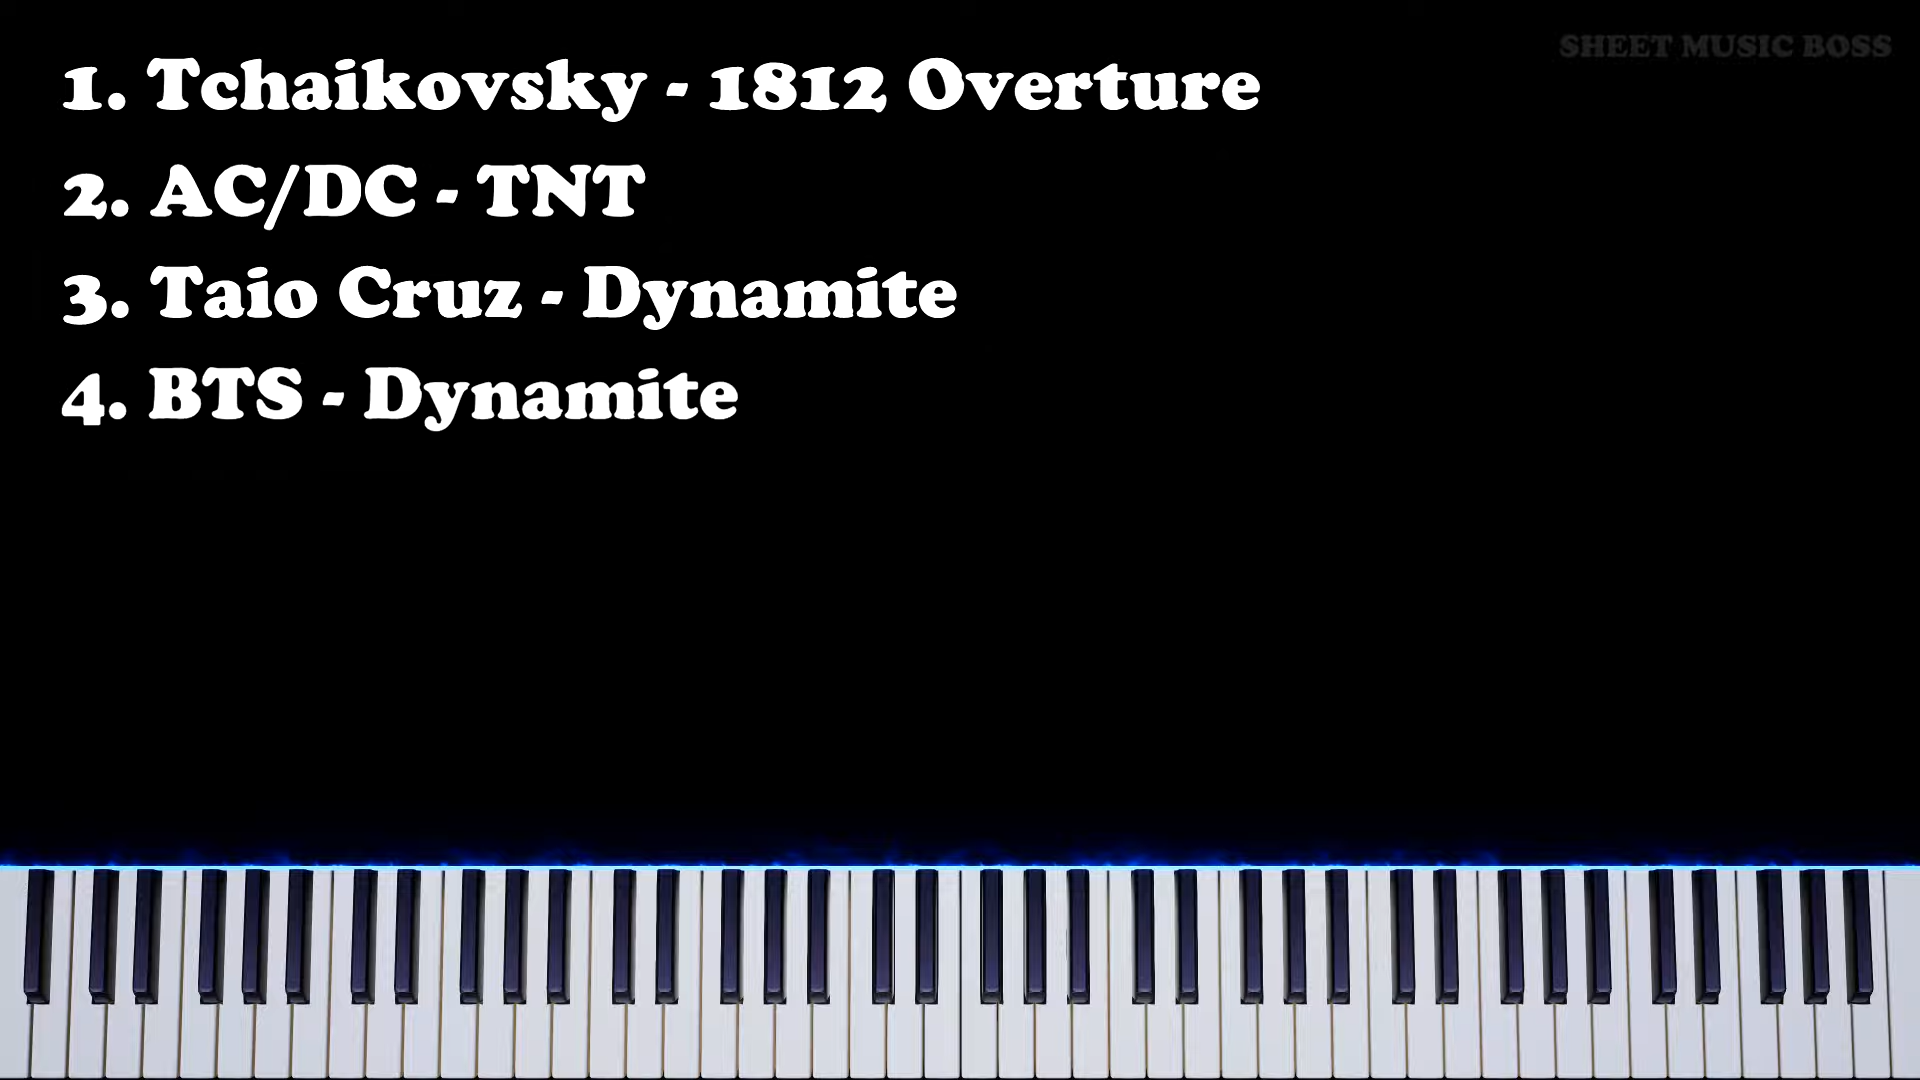 SHEET MUSIC BOSS
1. Tchaikovsky - 1812 Overture
2. AC/DC - TNT
3. Taio Cruz - Dynamite
4. BTS - Dynamite